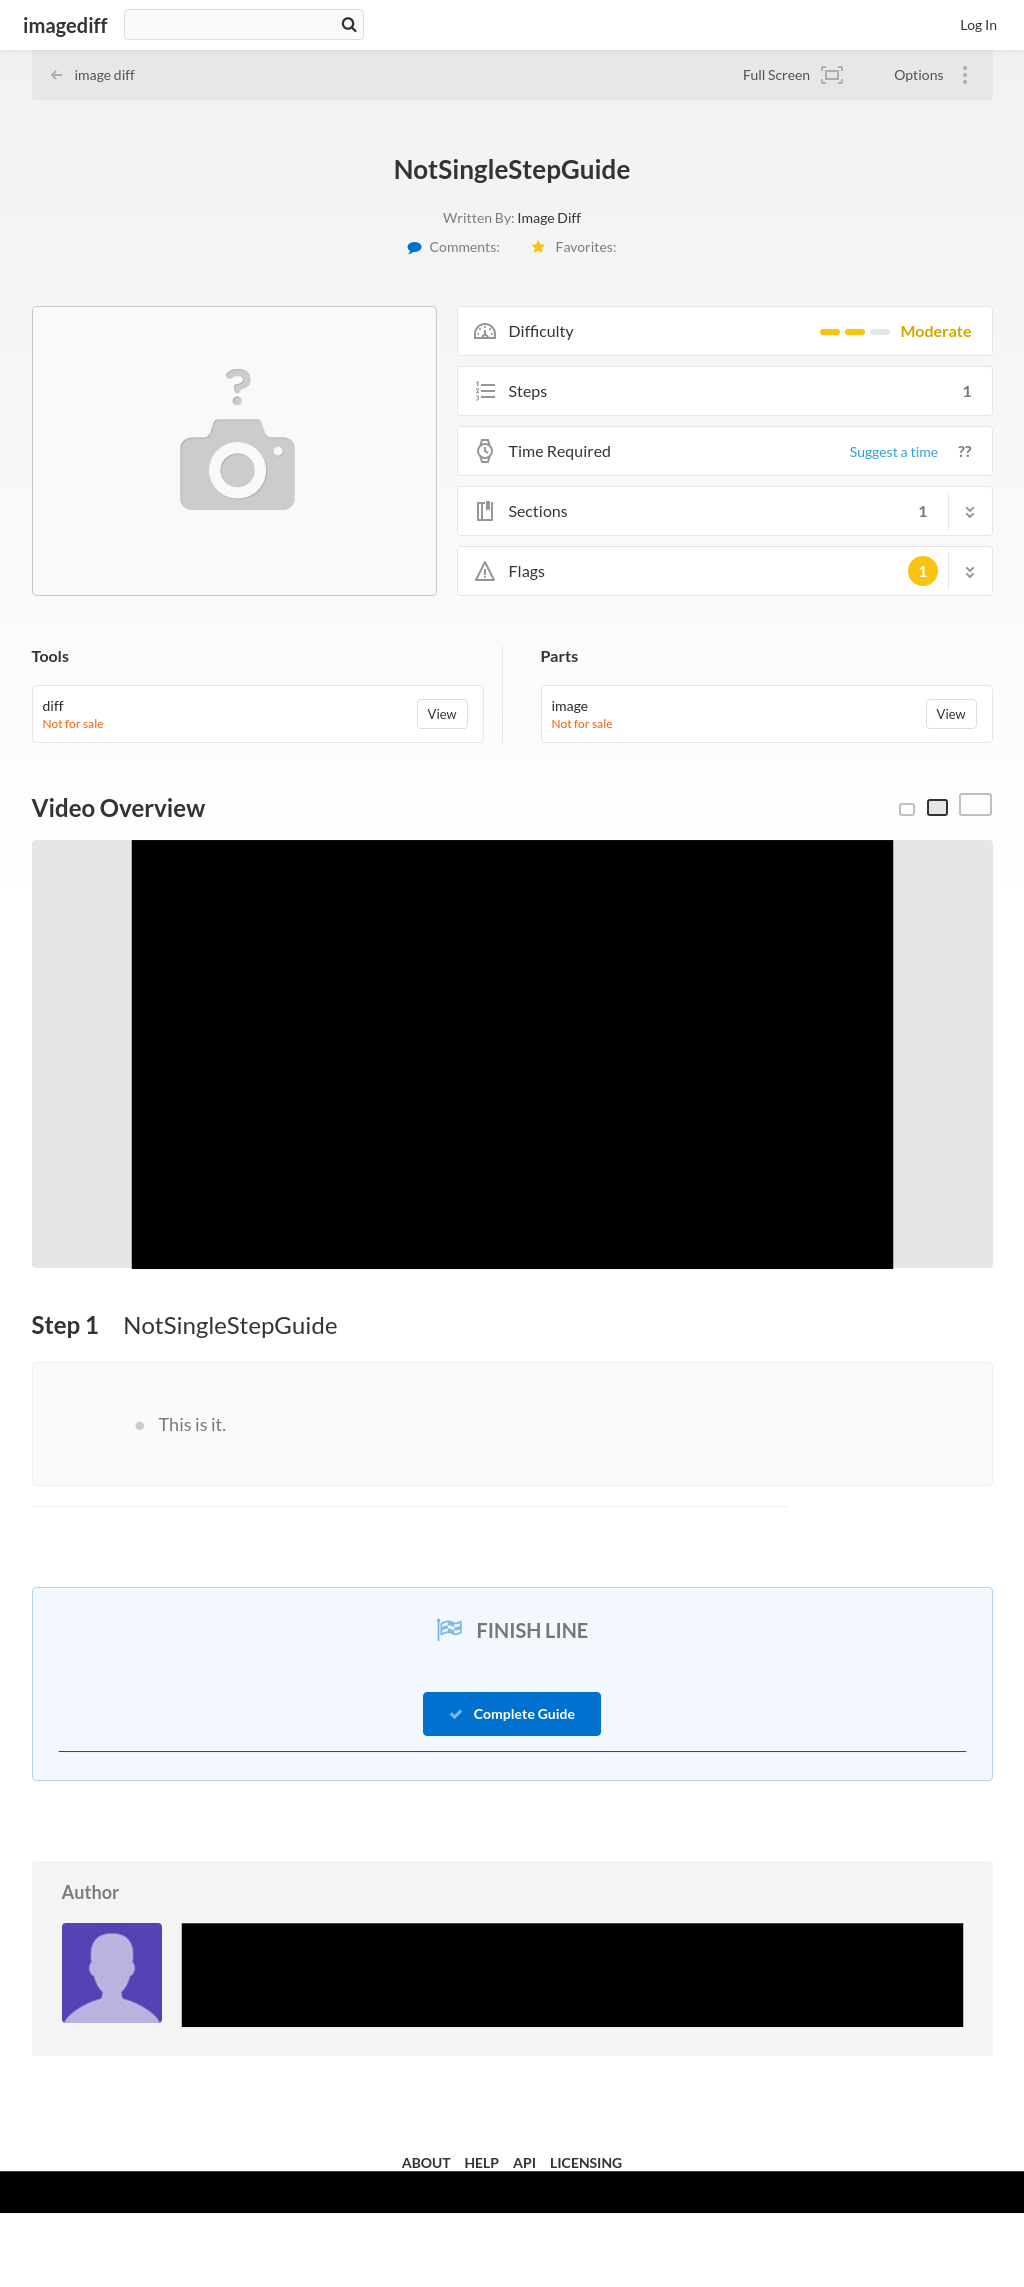 imagediff
Log In
image diff
Full Screen
Options
NotSingleStepGuide
Written By: Image Diff
Comments:
Favorites:
Difficulty
Moderate
Steps
1
Time Required
Suggest a time
??
Sections
1
Flags
1
Tools
diff
Not for sale
View
Parts
image
Not for sale
View
Video Overview
Step 1 NotSingleStepGuide
This is it.
FINISH LINE
Complete Guide
Author
ABOUT HELP API LICENSING